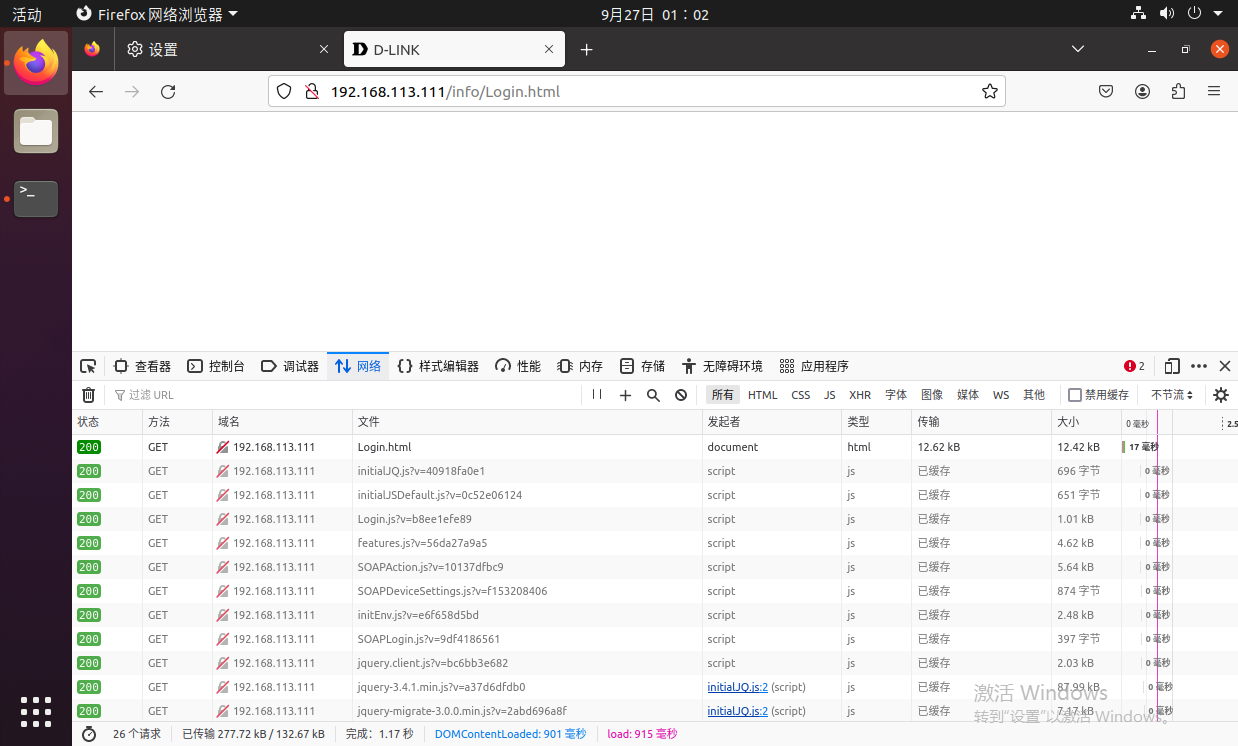 活动 Firefox 网络浏览器 9月27日 01：02
设置 D-LINK
192.168.113.111/info/Login.html
查看器 控制台 调试器 网络 样式编辑器 性能 内存 存储 无障碍环境 应用程序 2
过滤 URL 所有 HTML CSS JS XHR 字体 图像 媒体 WS 其他 禁用缓存 不节流
状态 方法 域名 文件 发起者 类型 传输 大小 0 毫秒 2.5
200 GET 192.168.113.111 Login.html document html 12.62 kB 12.42 kB 17 毫秒
200 GET 192.168.113.111 initialJQ.js?v=40918fa0e1 script js 已缓存 696 字节 0 毫秒
200 GET 192.168.113.111 initialJSDefault.js?v=0c52e06124 script js 已缓存 651 字节 0 毫秒
200 GET 192.168.113.111 Login.js?v=b8ee1efe89 script js 已缓存 1.01 kB 0 毫秒
200 GET 192.168.113.111 features.js?v=56da27a9a5 script js 已缓存 4.62 kB 0 毫秒
200 GET 192.168.113.111 SOAPAction.js?v=10137dfbc9 script js 已缓存 5.64 kB 0 毫秒
200 GET 192.168.113.111 SOAPDeviceSettings.js?v=f153208406 script js 已缓存 874 字节 0 毫秒
200 GET 192.168.113.111 initEnv.js?v=e6f658d5bd script js 已缓存 2.48 kB 0 毫秒
200 GET 192.168.113.111 SOAPLogin.js?v=9df4186561 script js 已缓存 397 字节 0 毫秒
200 GET 192.168.113.111 jquery.client.js?v=bc6bb3e682 script js 已缓存 2.03 kB 0 毫秒
200 GET 192.168.113.111 jquery-3.4.1.min.js?v=a37d6dfdb0 initialJQ.js:2 (script) js 已缓存 87.99 kB 0 毫秒
200 GET 192.168.113.111 jquery-migrate-3.0.0.min.js?v=2abd696a8f initialJQ.js:2 (script) js 已缓存 7.17 kB 0 毫秒
激活 Windows
转到“设置”以激活 Windows。
26 个请求 已传输 277.72 kB / 132.67 kB 完成：1.17 秒 DOMContentLoaded: 901 毫秒 load: 915 毫秒